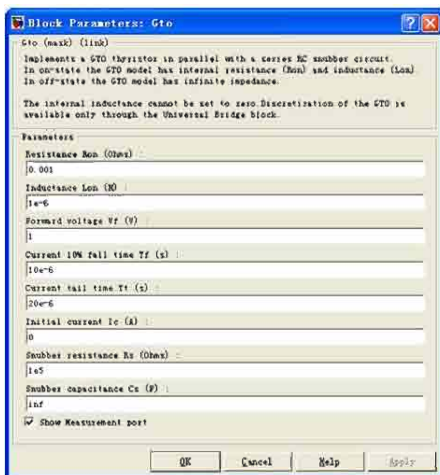 Block Parameters: Gto
Gto (mask) (link)
Implements a GTO thyristor in parallel with a series RC snubber circuit.
In on-state the GTO model has internal resistance (Ron) and inductance (Lon)
In off-state the GTO model has infinite impedance.
The internal inductance cannot be set to zero.Discretization of the GTO is
available only through the Universal Bridge block.
Parameters
Resistance Ron (Ohms) :
0.001
Inductance Lon (H) :
1e-6
Forward voltage Vf (V) :
1
Current 10% fall time Tf (s) :
10e-6
Current tail time Tt (s) :
20e-6
Initial current Ic (A) :
0
Snubber resistance Rs (Ohms) :
1e5
Snubber capacitance Cs (F) :
inf
Show Measurement port
OK Cancel Help Apply